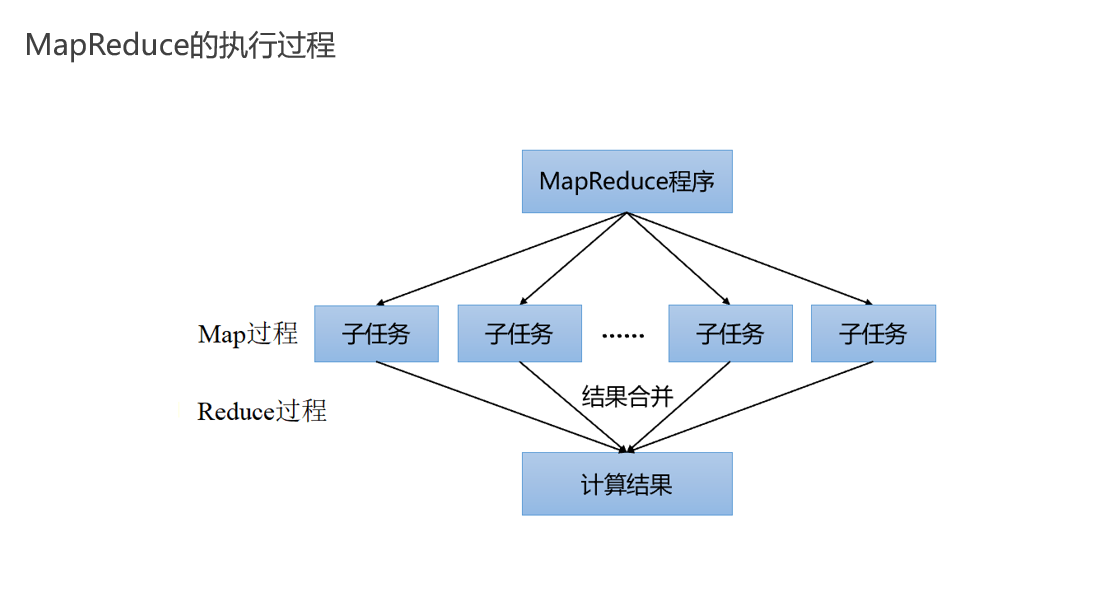 MapReduce的执行过程
MapReduce程序
Map过程
子任务
子任务
......
子任务
子任务
结果合并
Reduce过程
计算结果